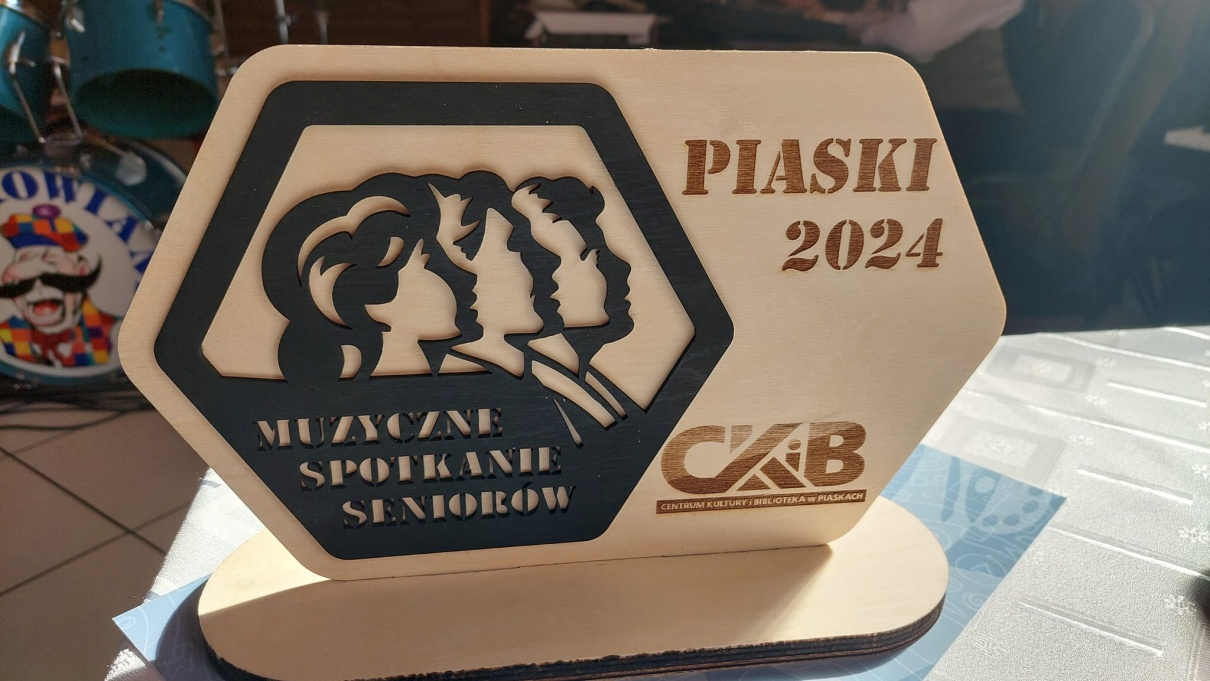 PIASKI
2024
MUZYCZNE
SPOTKANIE
SENIORÓW
CKiB
CENTRUM KULTURY i BIBLIOTEKA w PIASKACH